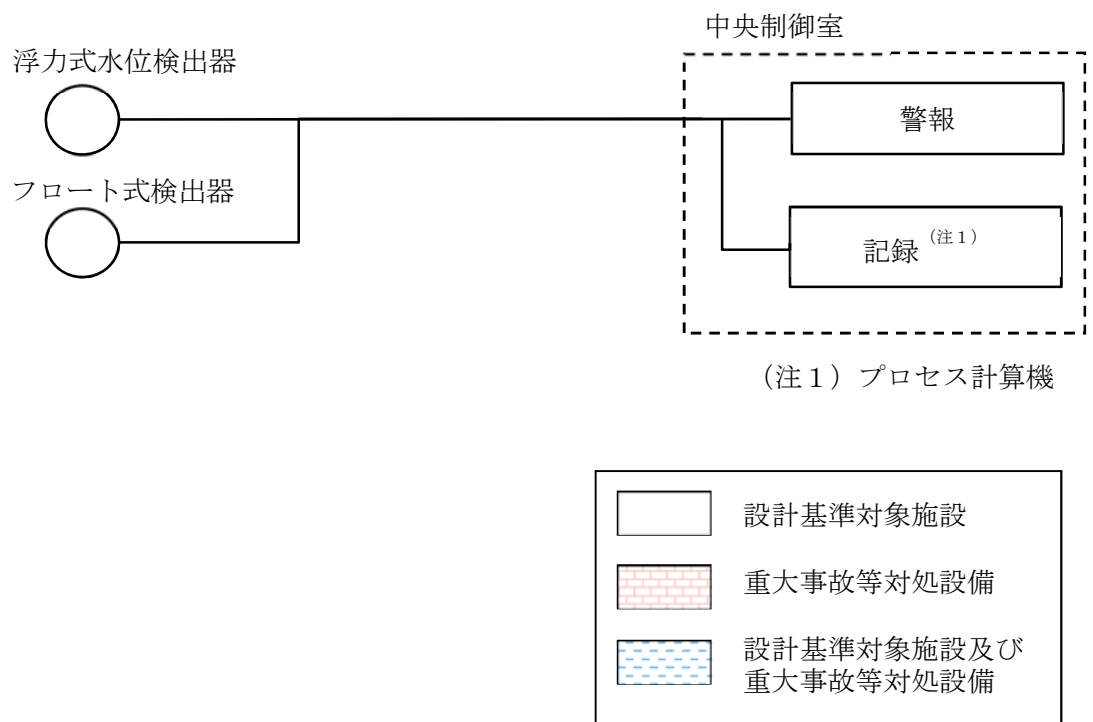 中央制御室
浮力式水位検出器
警報
フロート式検出器
記録（注１）
（注１）プロセス計算機
設計基準対象施設
重大事故等対処設備
設計基準対象施設及び
重大事故等対処設備